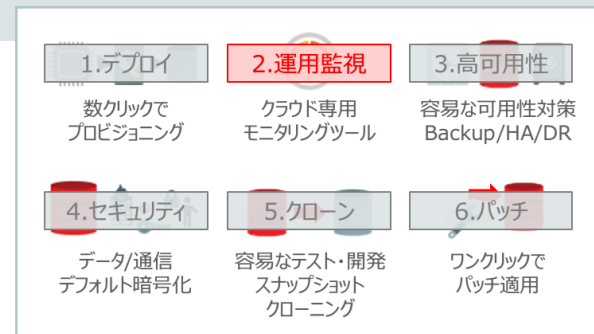 1.デプロイ
2.運用監視
3.高可用性
数クリックで
プロビジョニング
クラウド専用
モニタリングツール
容易な可用性対策
Backup/HA/DR
4.セキュリティ
5.クローン
6.パッチ
データ/通信
デフォルト暗号化
容易なテスト・開発
スナップショット
クローニング
ワンクリックで
パッチ適用